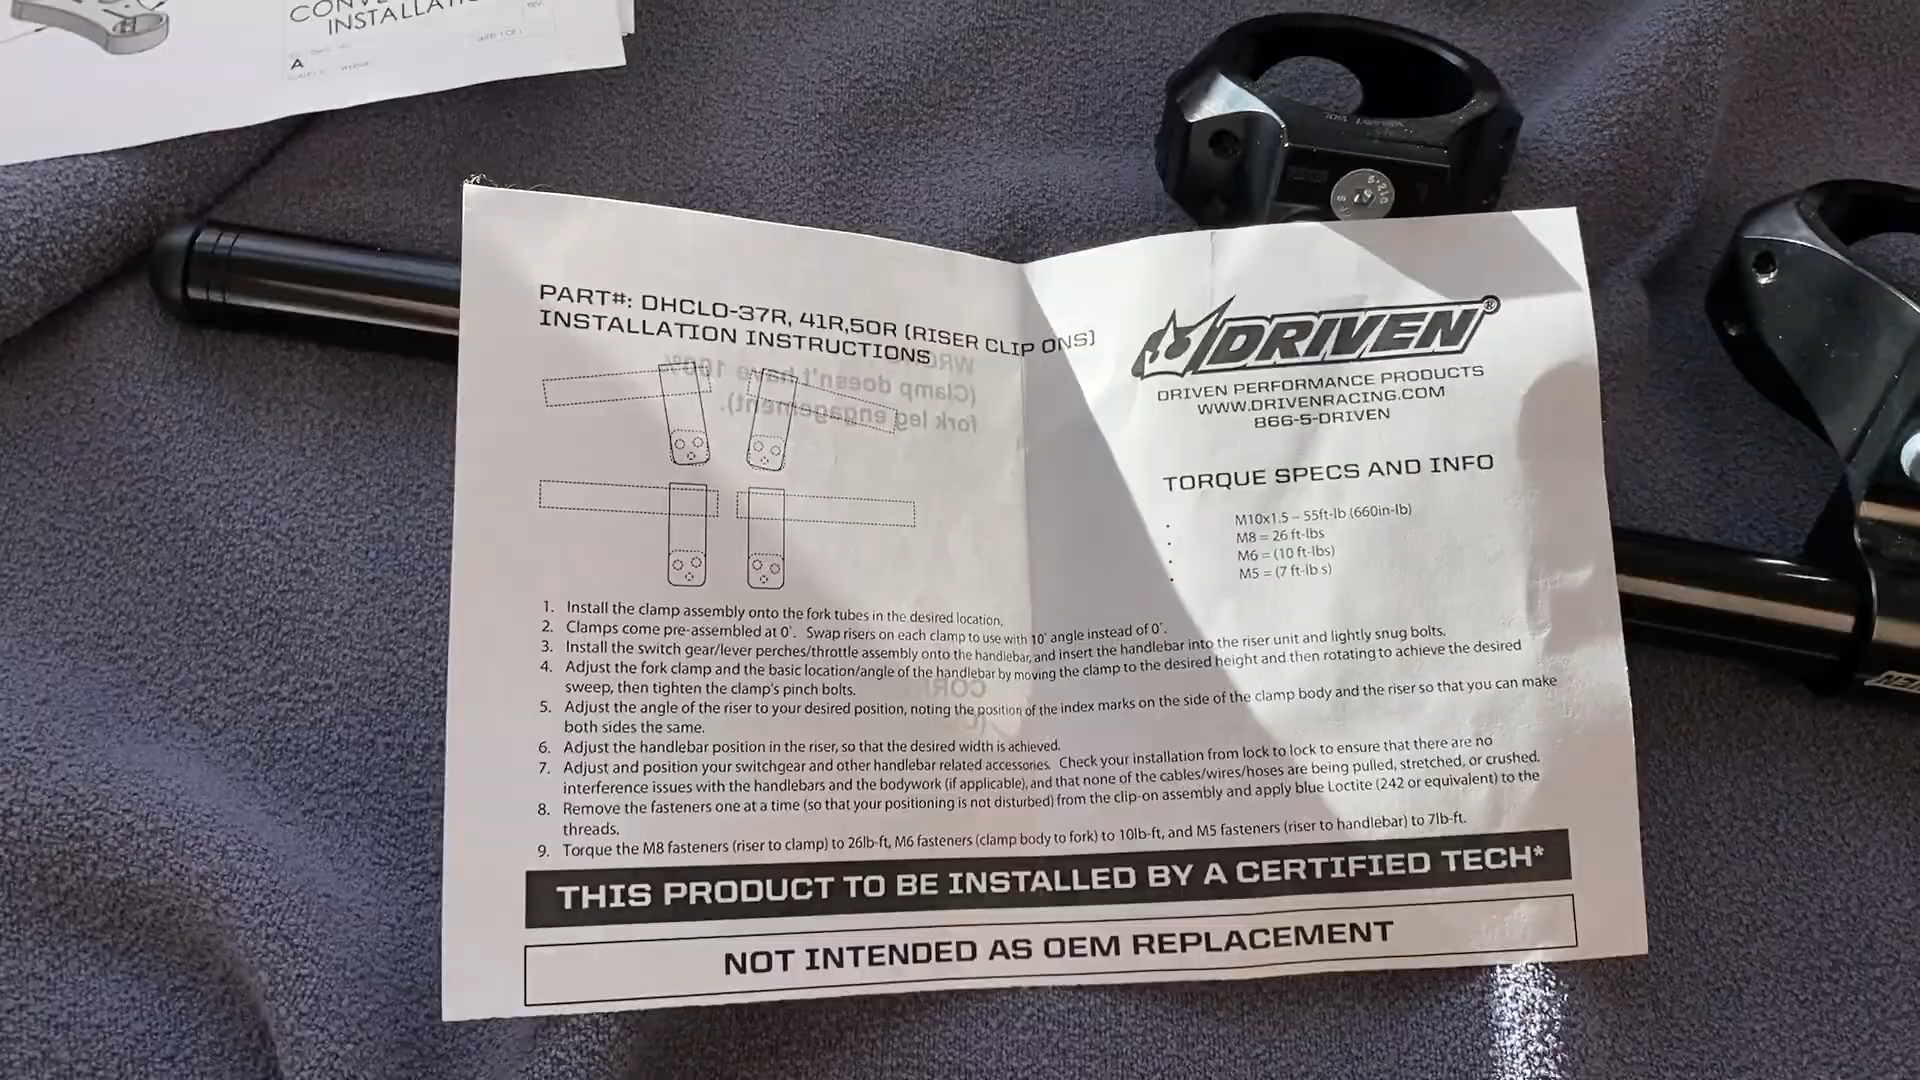 INSTALLATI
A
PART#: DHCLO-37R, 41R,50R (RISER CLIP ONS)
INSTALLATION INSTRUCTIONS
(Clamp doesn't have 100%
fork leg engagement).
DRIVEN®
DRIVEN PERFORMANCE PRODUCTS
WWW.DRIVENRACING.COM
866-5-DRIVEN
TORQUE SPECS AND INFO
· M10x1.5 – 55ft-lb (660in-lb)
· M8 = 26 ft-lbs
· M6 = (10 ft-lbs)
· M5 = (7 ft-lb s)
1. Install the clamp assembly onto the fork tubes in the desired location.
2. Clamps come pre-assembled at 0°. Swap risers on each clamp to use with 10° angle instead of 0°.
3. Install the switch gear/lever perches/throttle assembly onto the handlebar, and insert the handlebar into the riser unit and lightly snug bolts.
4. Adjust the fork clamp and the basic location/angle of the handlebar by moving the clamp to the desired height and then rotating to achieve the desired
sweep, then tighten the clamp's pinch bolts.
5. Adjust the angle of the riser to your desired position, noting the position of the index marks on the side of the clamp body and the riser so that you can make
both sides the same.
6. Adjust the handlebar position in the riser, so that the desired width is achieved.
7. Adjust and position your switchgear and other handlebar related accessories. Check your installation from lock to lock to ensure that there are no
interference issues with the handlebars and the bodywork (if applicable), and that none of the cables/wires/hoses are being pulled, stretched, or crushed.
8. Remove the fasteners one at a time (so that your positioning is not disturbed) from the clip-on assembly and apply blue Loctite (242 or equivalent) to the
threads.
9. Torque the M8 fasteners (riser to clamp) to 26lb-ft, M6 fasteners (clamp body to fork) to 10lb-ft, and M5 fasteners (riser to handlebar) to 7lb-ft.
THIS PRODUCT TO BE INSTALLED BY A CERTIFIED TECH*
NOT INTENDED AS OEM REPLACEMENT